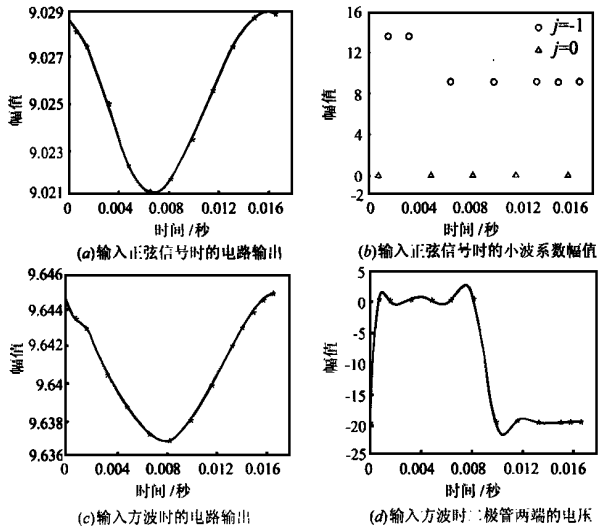 9.029
9.027
9.025
9.023
9.021
幅值
0 0.004 0.008 0.012 0.016
时间/秒
(a)输入正弦信号时的电路输出
16
12
8
4
0
-2
幅值
j=-1
j=0
0 0.004 0.008 0.012 0.016
时间/秒
(b)输入正弦信号时的小波系数幅值
9.646
9.644
9.642
9.64
9.638
9.636
幅值
0 0.004 0.008 0.012 0.016
时间/秒
(c)输入方波时的电路输出
5
0
-5
-10
-15
-20
-25
幅值
0 0.004 0.008 0.012 0.016
时间/秒
(d)输入方波时二极管两端的电压